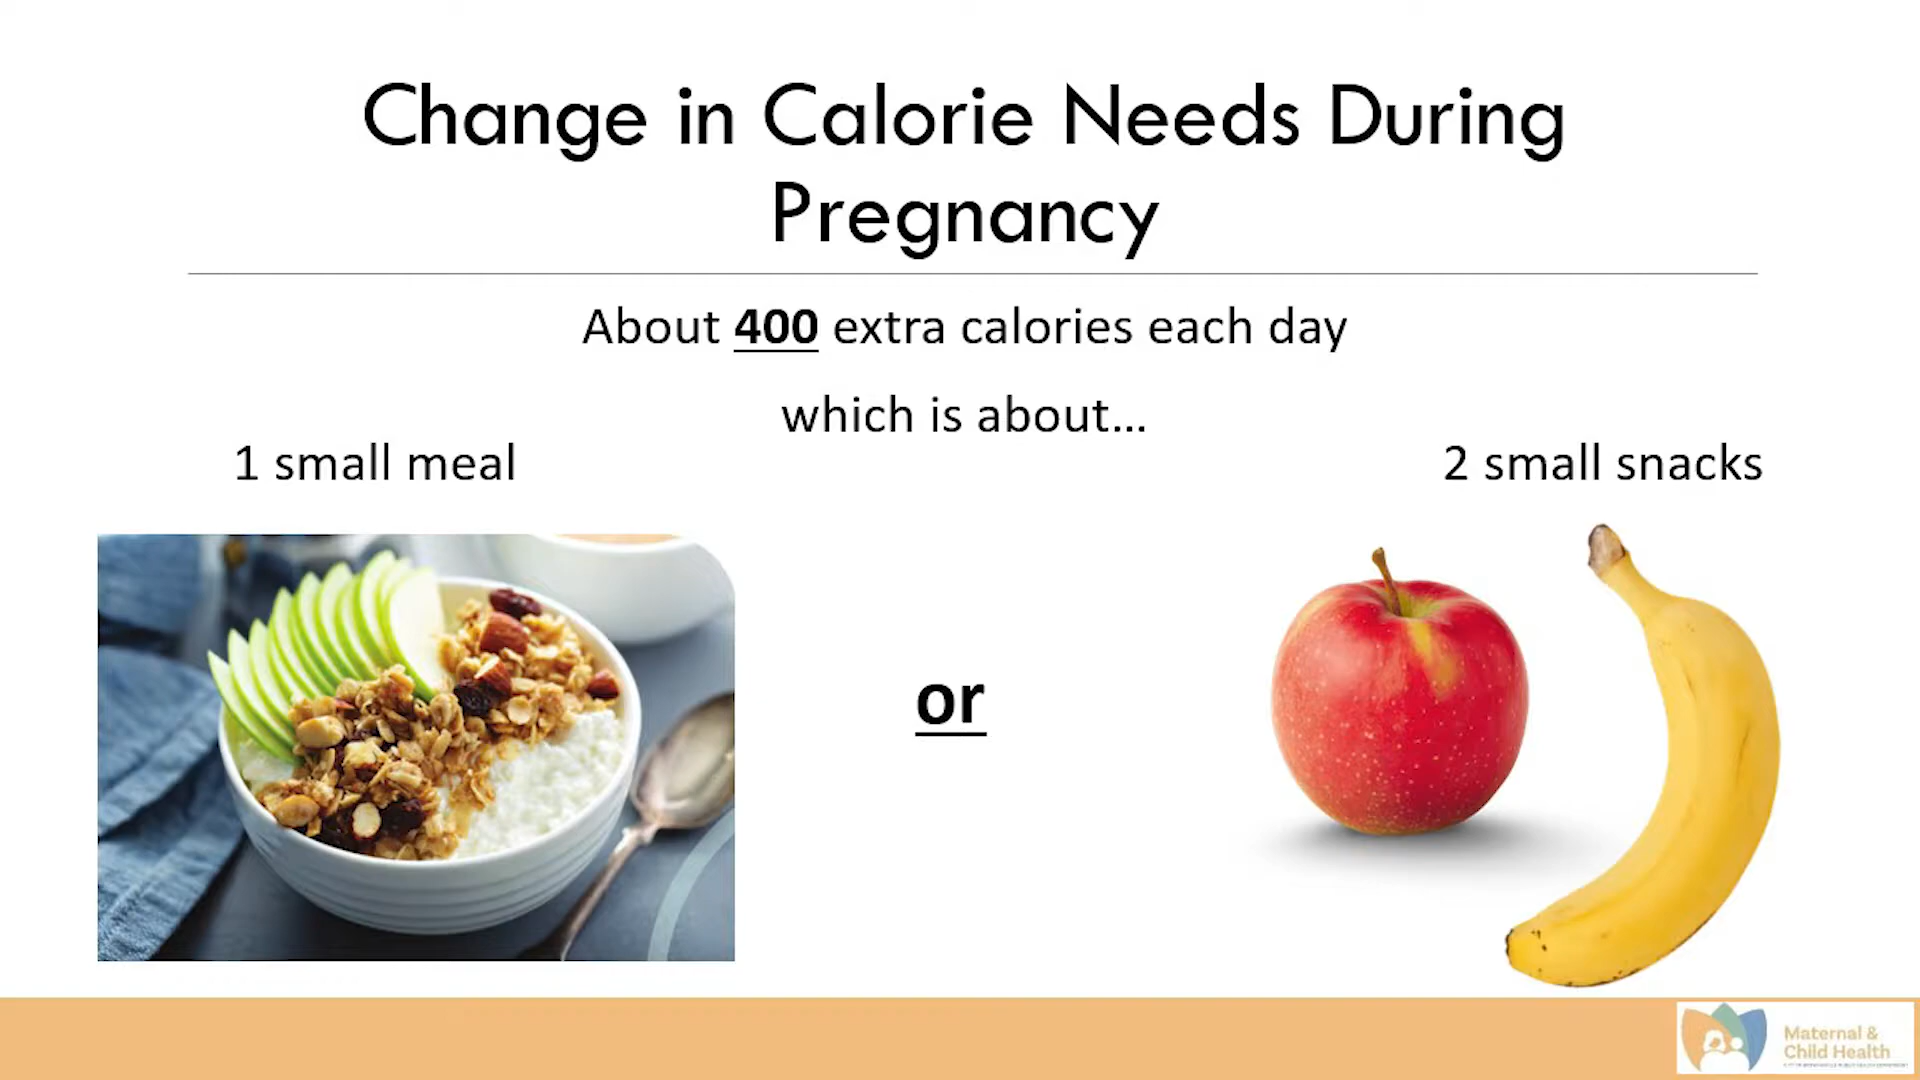 Change in Calorie Needs During
Pregnancy
About 400 extra calories each day
which is about...
1 small meal
2 small snacks
or
Maternal &
Child Health